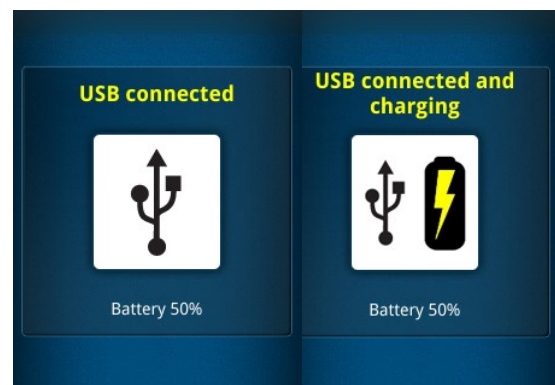 USB connected
Battery 50%
USB connected and
charging
Battery 50%